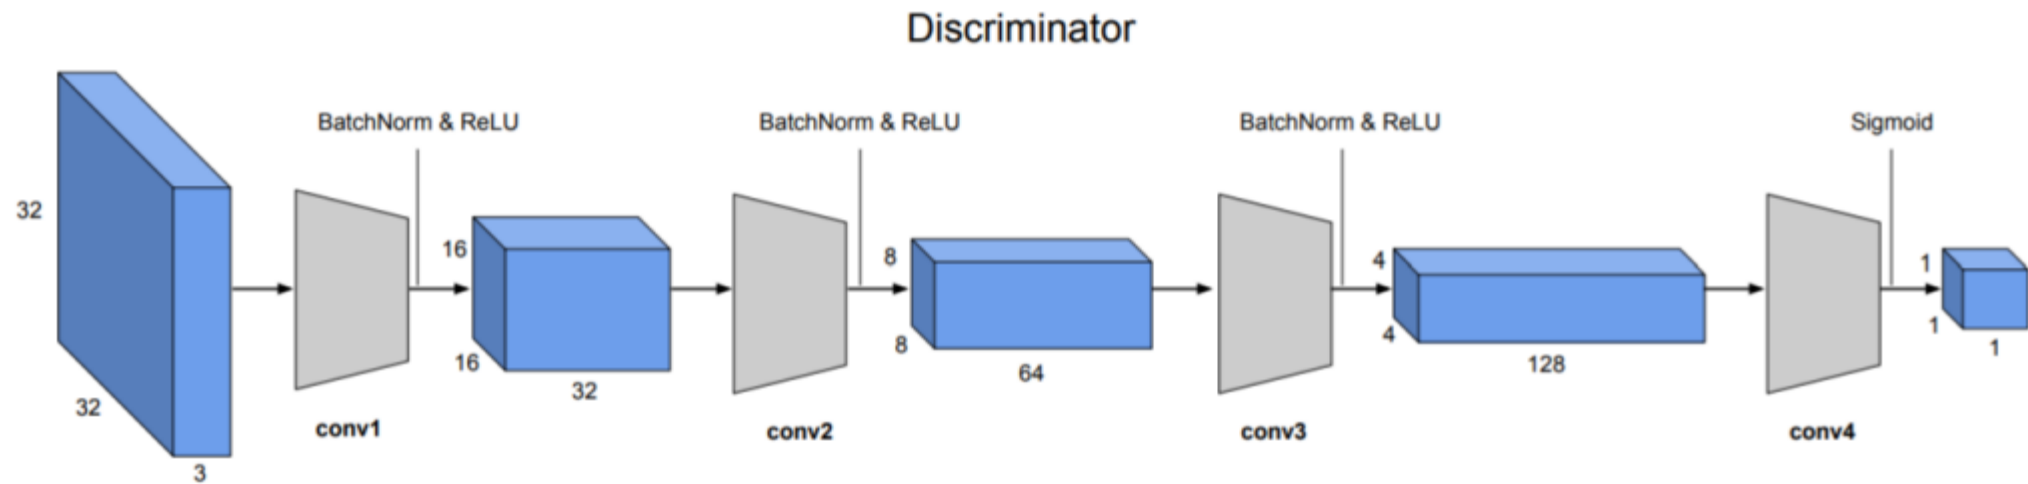 Discriminator
BatchNorm & ReLU
BatchNorm & ReLU
BatchNorm & ReLU
Sigmoid
32
32
3
conv1
16
16
32
conv2
8
8
64
conv3
4
4
128
conv4
1
1
1